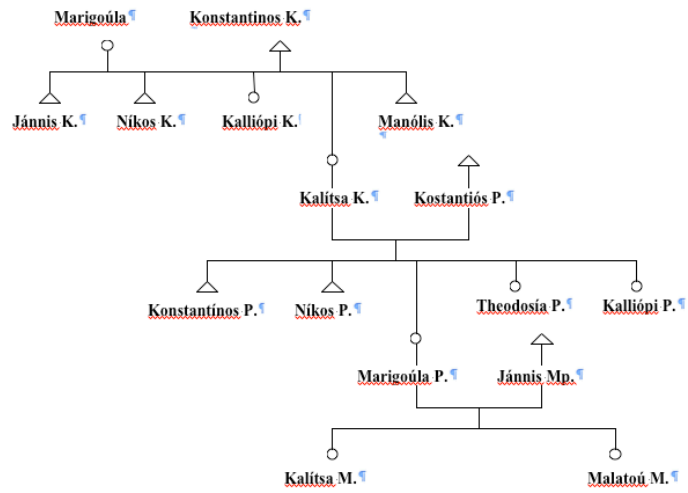 Marigoúla¶ Konstantinos K.¶
¶
Jánnis K.¶ Níkos K.¶ Kalliópi K. Manólis K.¶
¶
Kalítsa K.¶ Kostantiós P.¶
Konstantínos P.¶ Níkos P.¶ Theodosía P.¶ Kalliópi P.¶
Marigoúla P.¶ Jánnis Mp.¶
Kalítsa M.¶ Malatoú M.¶